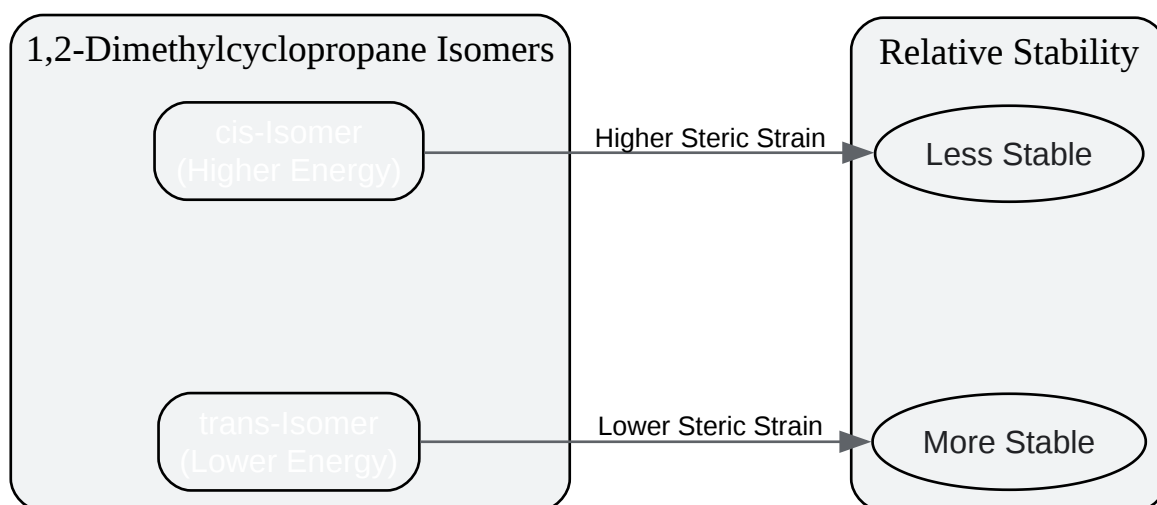 1,2-Dimethylcyclopropane Isomers
Relative Stability
cis-Isomer
(Higher Energy)
Higher Steric Strain
Less Stable
trans-Isomer
(Lower Energy)
Lower Steric Strain
More Stable